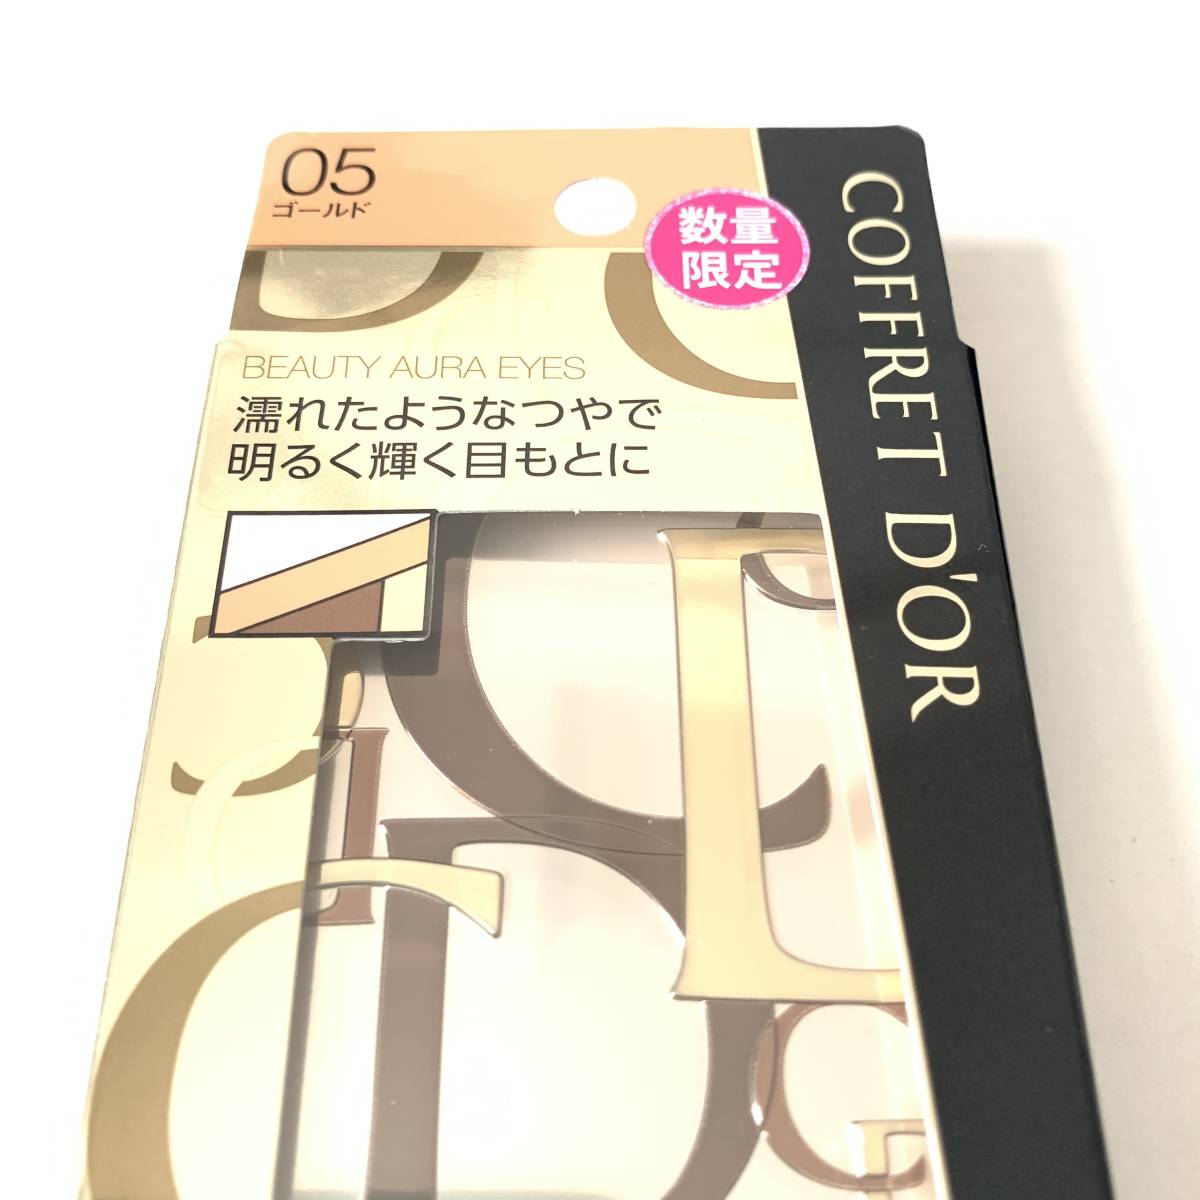 05
ゴールド
数量
限定
BEAUTY AURA EYES
濡れたようなつやで
明るく輝く目もとに
COFFRET D'OR